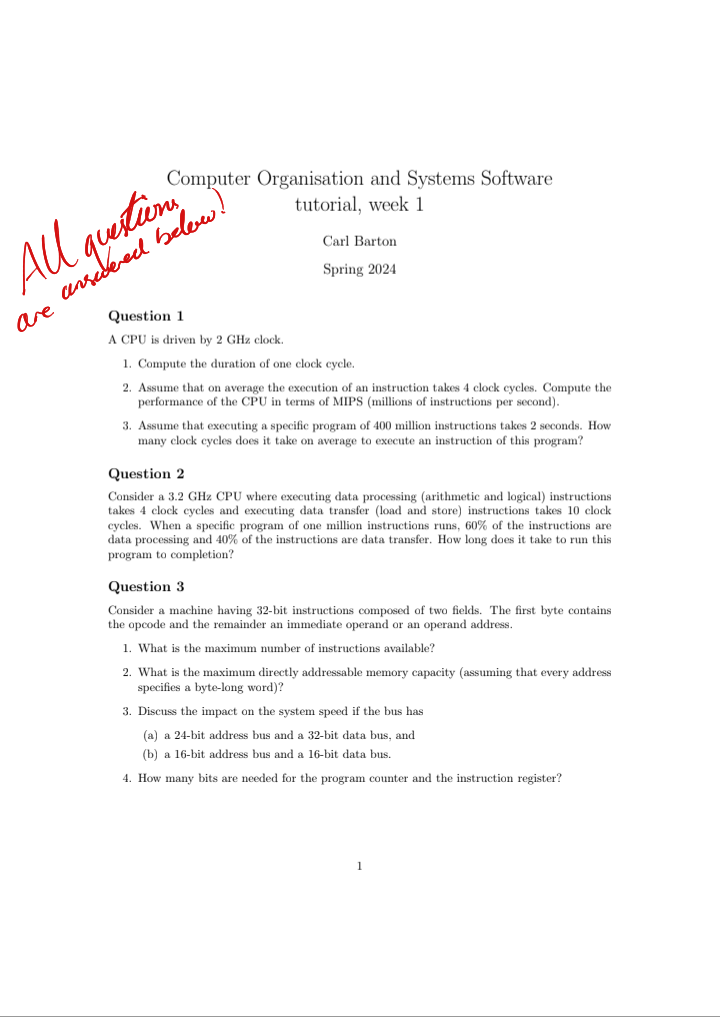 Computer Organisation and Systems Software
tutorial, week 1
All questions
are answered below!
Carl Barton
Spring 2024
Question 1
A CPU is driven by 2 GHz clock.
1. Compute the duration of one clock cycle.
2. Assume that on average the execution of an instruction takes 4 clock cycles. Compute the
performance of the CPU in terms of MIPS (millions of instructions per second).
3. Assume that executing a specific program of 400 million instructions takes 2 seconds. How
many clock cycles does it take on average to execute an instruction of this program?
Question 2
Consider a 3.2 GHz CPU where executing data processing (arithmetic and logical) instructions
takes 4 clock cycles and executing data transfer (load and store) instructions takes 10 clock
cycles. When a specific program of one million instructions runs, 60% of the instructions are
data processing and 40% of the instructions are data transfer. How long does it take to run this
program to completion?
Question 3
Consider a machine having 32-bit instructions composed of two fields. The first byte contains
the opcode and the remainder an immediate operand or an operand address.
1. What is the maximum number of instructions available?
2. What is the maximum directly addressable memory capacity (assuming that every address
specifies a byte-long word)?
3. Discuss the impact on the system speed if the bus has
(a) a 24-bit address bus and a 32-bit data bus, and
(b) a 16-bit address bus and a 16-bit data bus.
4. How many bits are needed for the program counter and the instruction register?
1